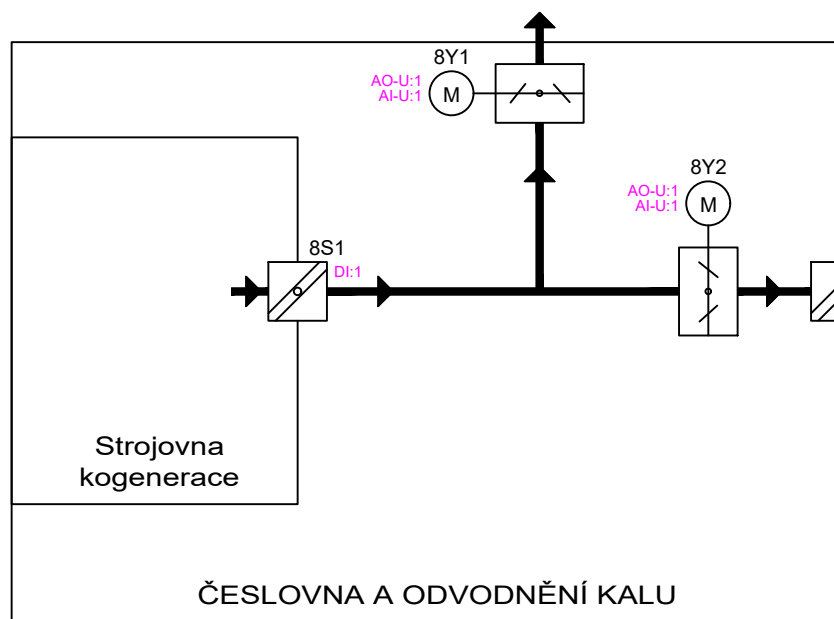 8Y1
AO-U:1
AI-U:1
M
8Y2
AO-U:1
AI-U:1
M
8S1
DI:1
Strojovna
kogenerace
ČESLOVNA A ODVODNĚNÍ KALU